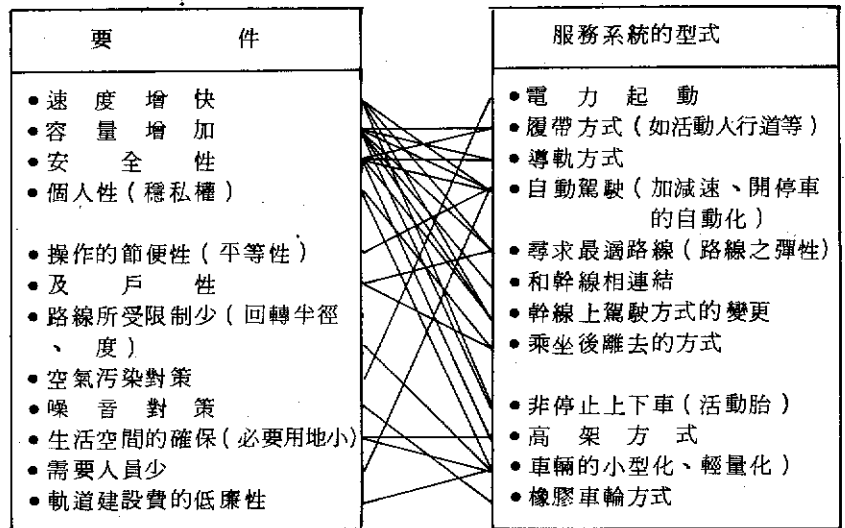 要件
速度增快
容量增加
安全性
個人性(穩私權)
操作的節便性(平等性)
及戶性
路線所受限制少(回轉半徑
、度)
空氣污染對策
噪音對策
生活空間的確保(必要用地小)
需要人員少
軌道建設費的低廉性
服務系統的型式
電力起動
履帶方式(如活動人行道等)
導軌方式
自動駕駛(加減速、開停車
的自動化)
尋求最適路線(路線之彈性)
和幹線相連結
幹線上駕駛方式的變更
乘坐後離去的方式
非停止上下車(活動胎)
高架方式
車輛的小型化、輕量化)
橡膠車輪方式